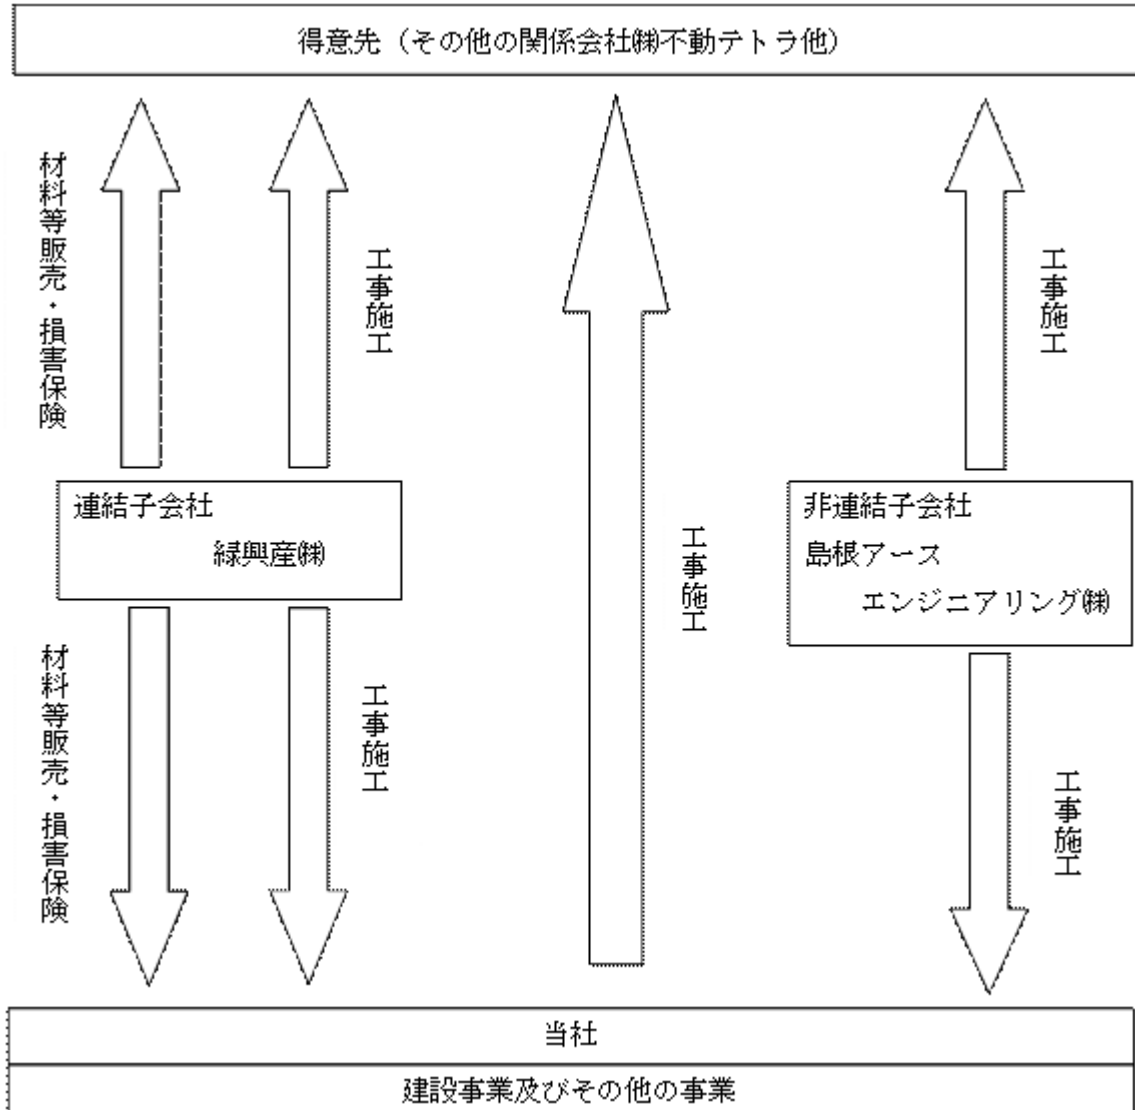 得意先（その他の関係会社㈱不動テトラ他）
材料等販売・損害保険
工事施工
工事施工
連結子会社
緑興産㈱
工事施工
非連結子会社
島根アース
エンジニアリング㈱
材料等販売・損害保険
工事施工
工事施工
当社
建設事業及びその他の事業